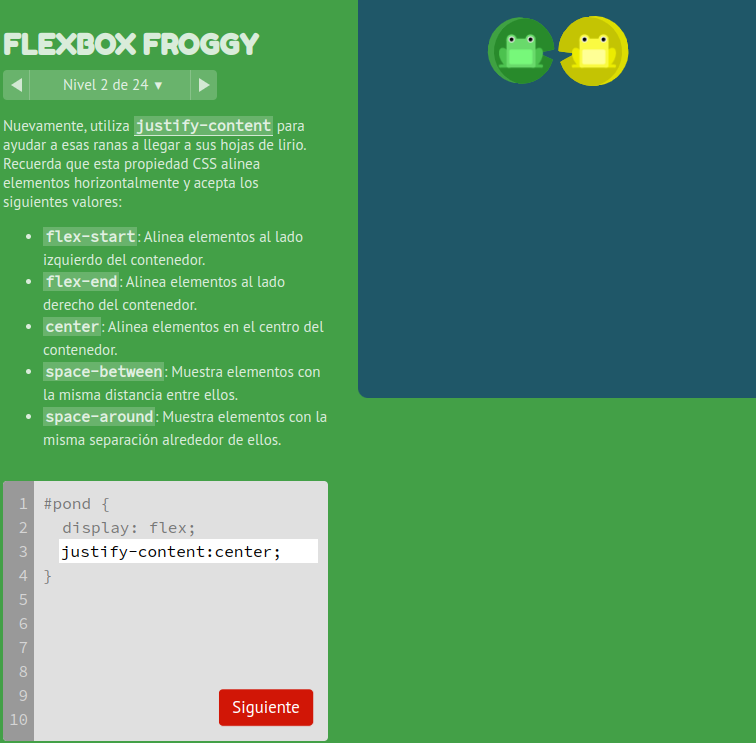 FLEXBOX FROGGY
Nivel 2 de 24 ▼
Nuevamente, utiliza justify-content para
ayudar a esas ranas a llegar a sus hojas de lirio.
Recuerda que esta propiedad CSS alinea
elementos horizontalmente y acepta los
siguientes valores:
• flex-start: Alinea elementos al lado
izquierdo del contenedor.
• flex-end: Alinea elementos al lado
derecho del contenedor.
• center: Alinea elementos en el centro del
contenedor.
• space-between: Muestra elementos con
la misma distancia entre ellos.
• space-around: Muestra elementos con la
misma separación alrededor de ellos.
1 #pond {
2 display: flex;
3 justify-content:center;
4 }
5
6
7
8
9
10
Siguiente